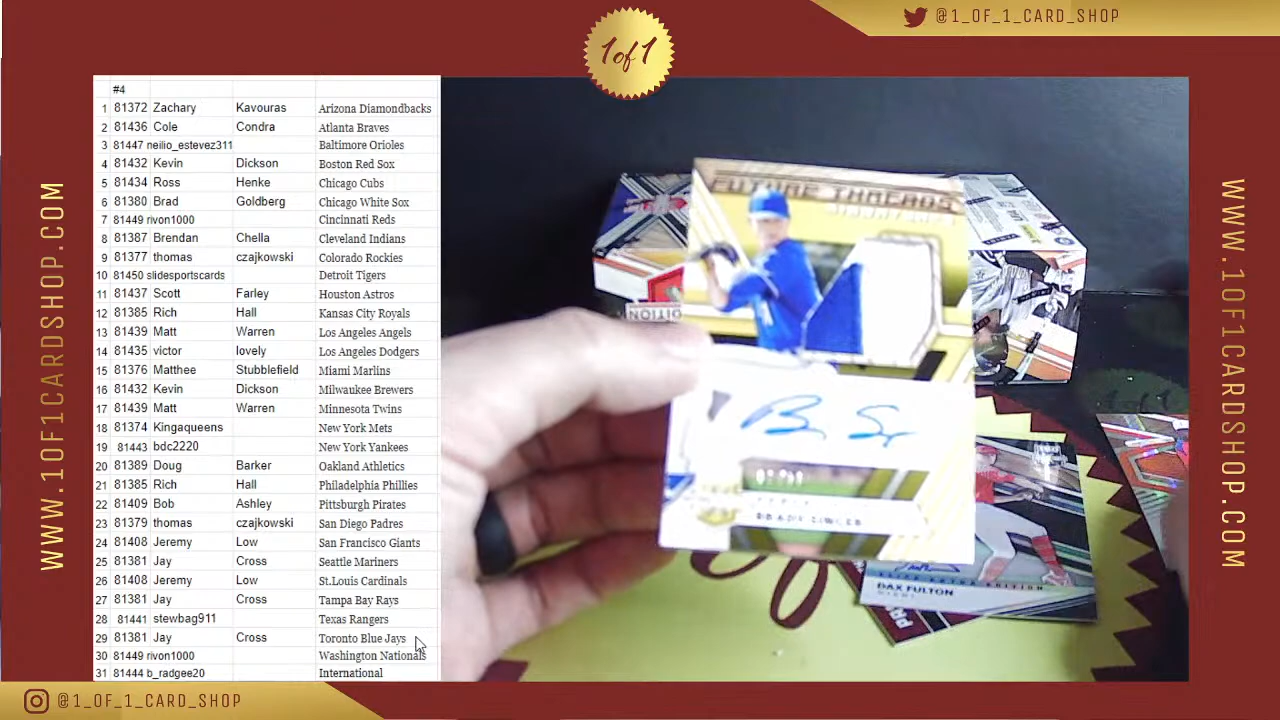 @1_OF_1_CARD_SHOP
1 of 1
#4
1 81372 Zachary Kavouras Arizona Diamondbacks
2 81436 Cole Condra Atlanta Braves
3 81447 neilio_estevez311 Baltimore Orioles
4 81432 Kevin Dickson Boston Red Sox
5 81434 Ross Henke Chicago Cubs
6 81380 Brad Goldberg Chicago White Sox
7 81449 rivon1000 Cincinnati Reds
8 81387 Brendan Chella Cleveland Indians
9 81377 thomas czajkowski Colorado Rockies
10 81450 slidesportscards Detroit Tigers
11 81437 Scott Farley Houston Astros
12 81385 Rich Hall Kansas City Royals
13 81439 Matt Warren Los Angeles Angels
14 81435 victor lovely Los Angeles Dodgers
15 81376 Matthee Stubblefield Miami Marlins
16 81432 Kevin Dickson Milwaukee Brewers
17 81439 Matt Warren Minnesota Twins
18 81374 Kingaqueens New York Mets
19 81443 bdc2220 New York Yankees
20 81389 Doug Barker Oakland Athletics
21 81385 Rich Hall Philadelphia Phillies
22 81409 Bob Ashley Pittsburgh Pirates
23 81379 thomas czajkowski San Diego Padres
24 81408 Jeremy Low San Francisco Giants
25 81381 Jay Cross Seattle Mariners
26 81408 Jeremy Low St.Louis Cardinals
27 81381 Jay Cross Tampa Bay Rays
28 81441 stewbag911 Texas Rangers
29 81381 Jay Cross Toronto Blue Jays
30 81449 rivon1000 Washington Nationals
31 81444 b_radgee20 International
FUTURE THREADS
BRADY SINGER
DAX FULTON
MIAMI
WWW.1OF1CARDSHOP.COM
WWW.1OF1CARDSHOP.COM
@1_OF_1_CARD_SHOP